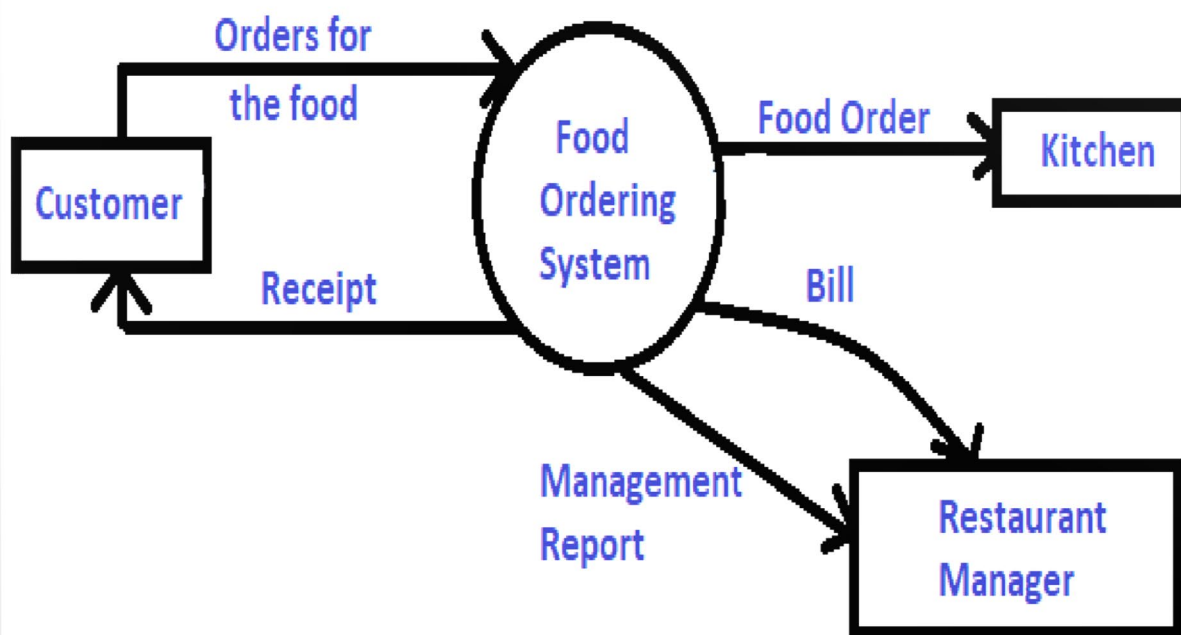 Orders for
the food
Food Order
Kitchen
Customer
Food
Ordering
System
Receipt
Bill
Management
Report
Restaurant
Manager